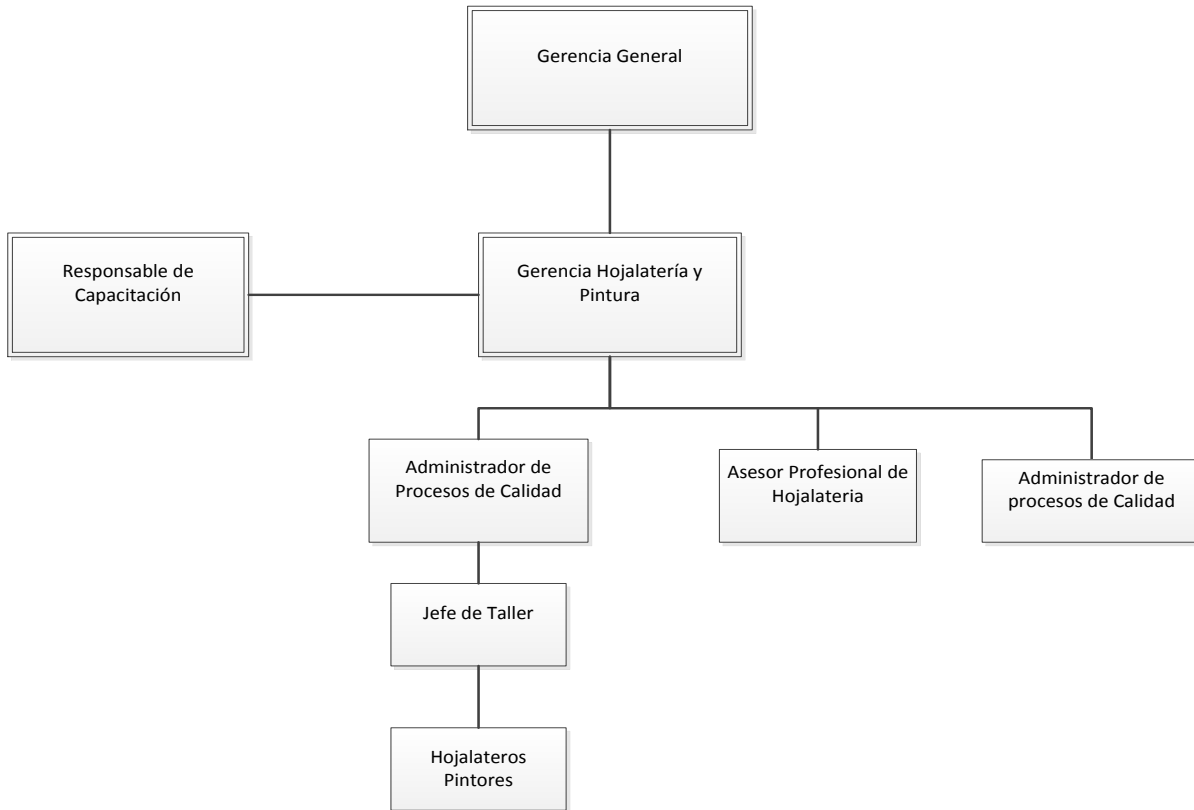 Gerencia General
Responsable de
Capacitación
Gerencia Hojalatería y
Pintura
Administrador de
Procesos de Calidad
Asesor Profesional de
Hojalateria
Administrador de
procesos de Calidad
Jefe de Taller
Hojalateros
Pintores